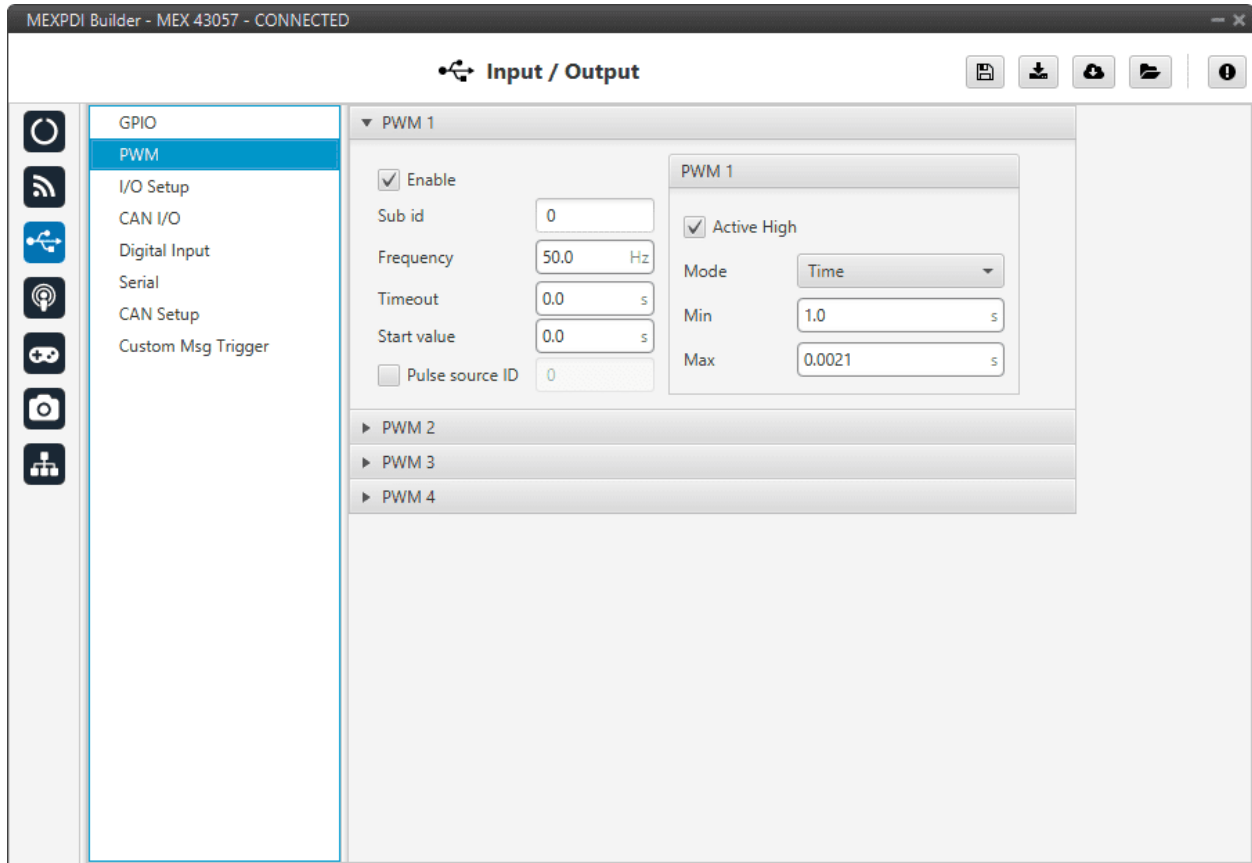 MEXPDI Builder - MEX 43057 - CONNECTED
Input / Output
GPIO
PWM
I/O Setup
CAN I/O
Digital Input
Serial
CAN Setup
Custom Msg Trigger
PWM 1
Enable
Sub id 0
Frequency 50.0 Hz
Timeout 0.0 s
Start value 0.0 s
Pulse source ID 0
PWM 1
Active High
Mode Time
Min 1.0 s
Max 0.0021 s
PWM 2
PWM 3
PWM 4